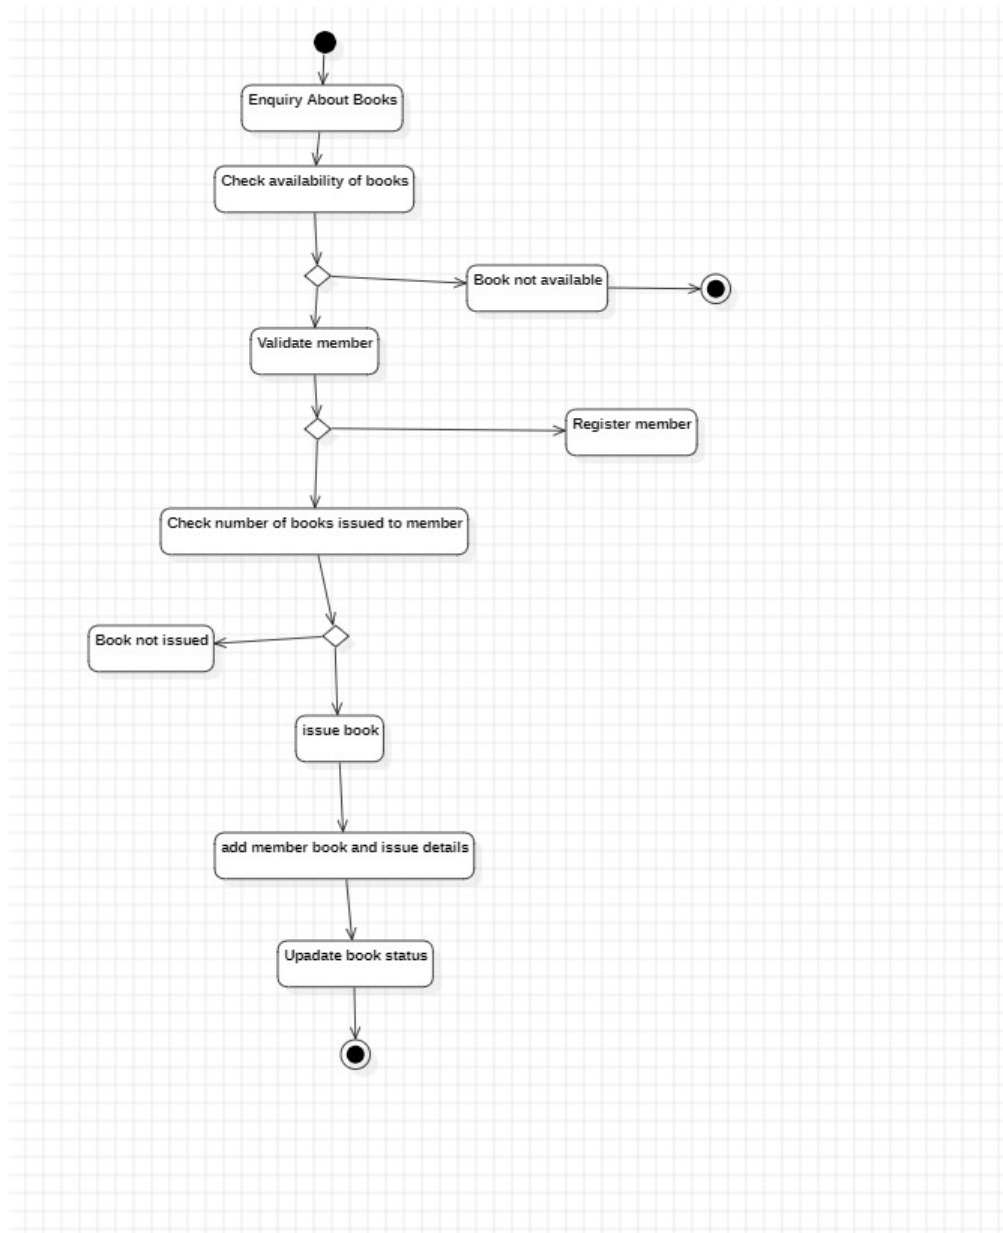 Enquiry About Books
Check availability of books
Book not available
Validate member
Register member
Check number of books issued to member
Book not issued
issue book
add member book and issue details
Upadate book status